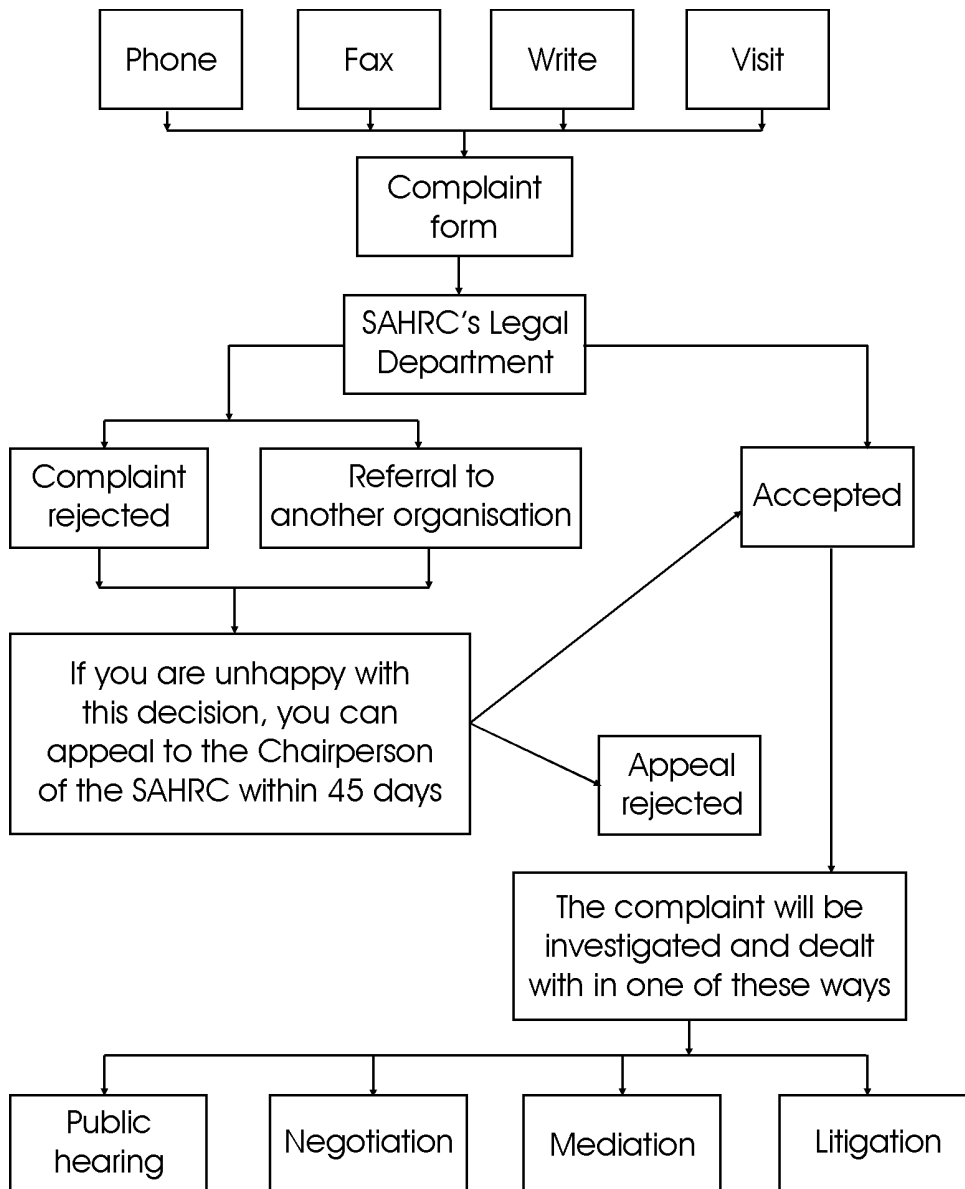 Phone
Fax
Write
Visit
Complaint
form
SAHRC's Legal
Department
Complaint
rejected
Referral to
another organisation
Accepted
If you are unhappy with
this decision, you can
appeal to the Chairperson
of the SAHRC within 45 days
Appeal
rejected
The complaint will be
investigated and dealt
with in one of these ways
Public
hearing
Negotiation
Mediation
Litigation